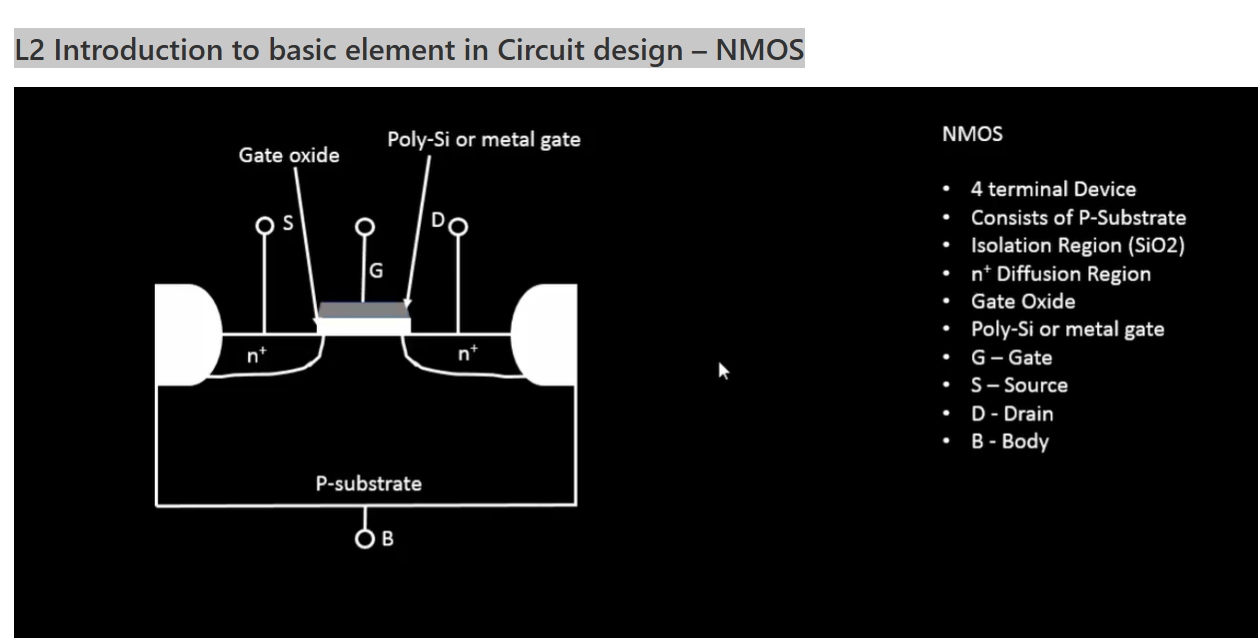 L2 Introduction to basic element in Circuit design – NMOS
Gate oxide
Poly-Si or metal gate
S
D
G
n⁺
n⁺
P-substrate
B
NMOS
• 4 terminal Device
• Consists of P-Substrate
• Isolation Region (SiO2)
• n⁺ Diffusion Region
• Gate Oxide
• Poly-Si or metal gate
• G – Gate
• S – Source
• D - Drain
• B - Body